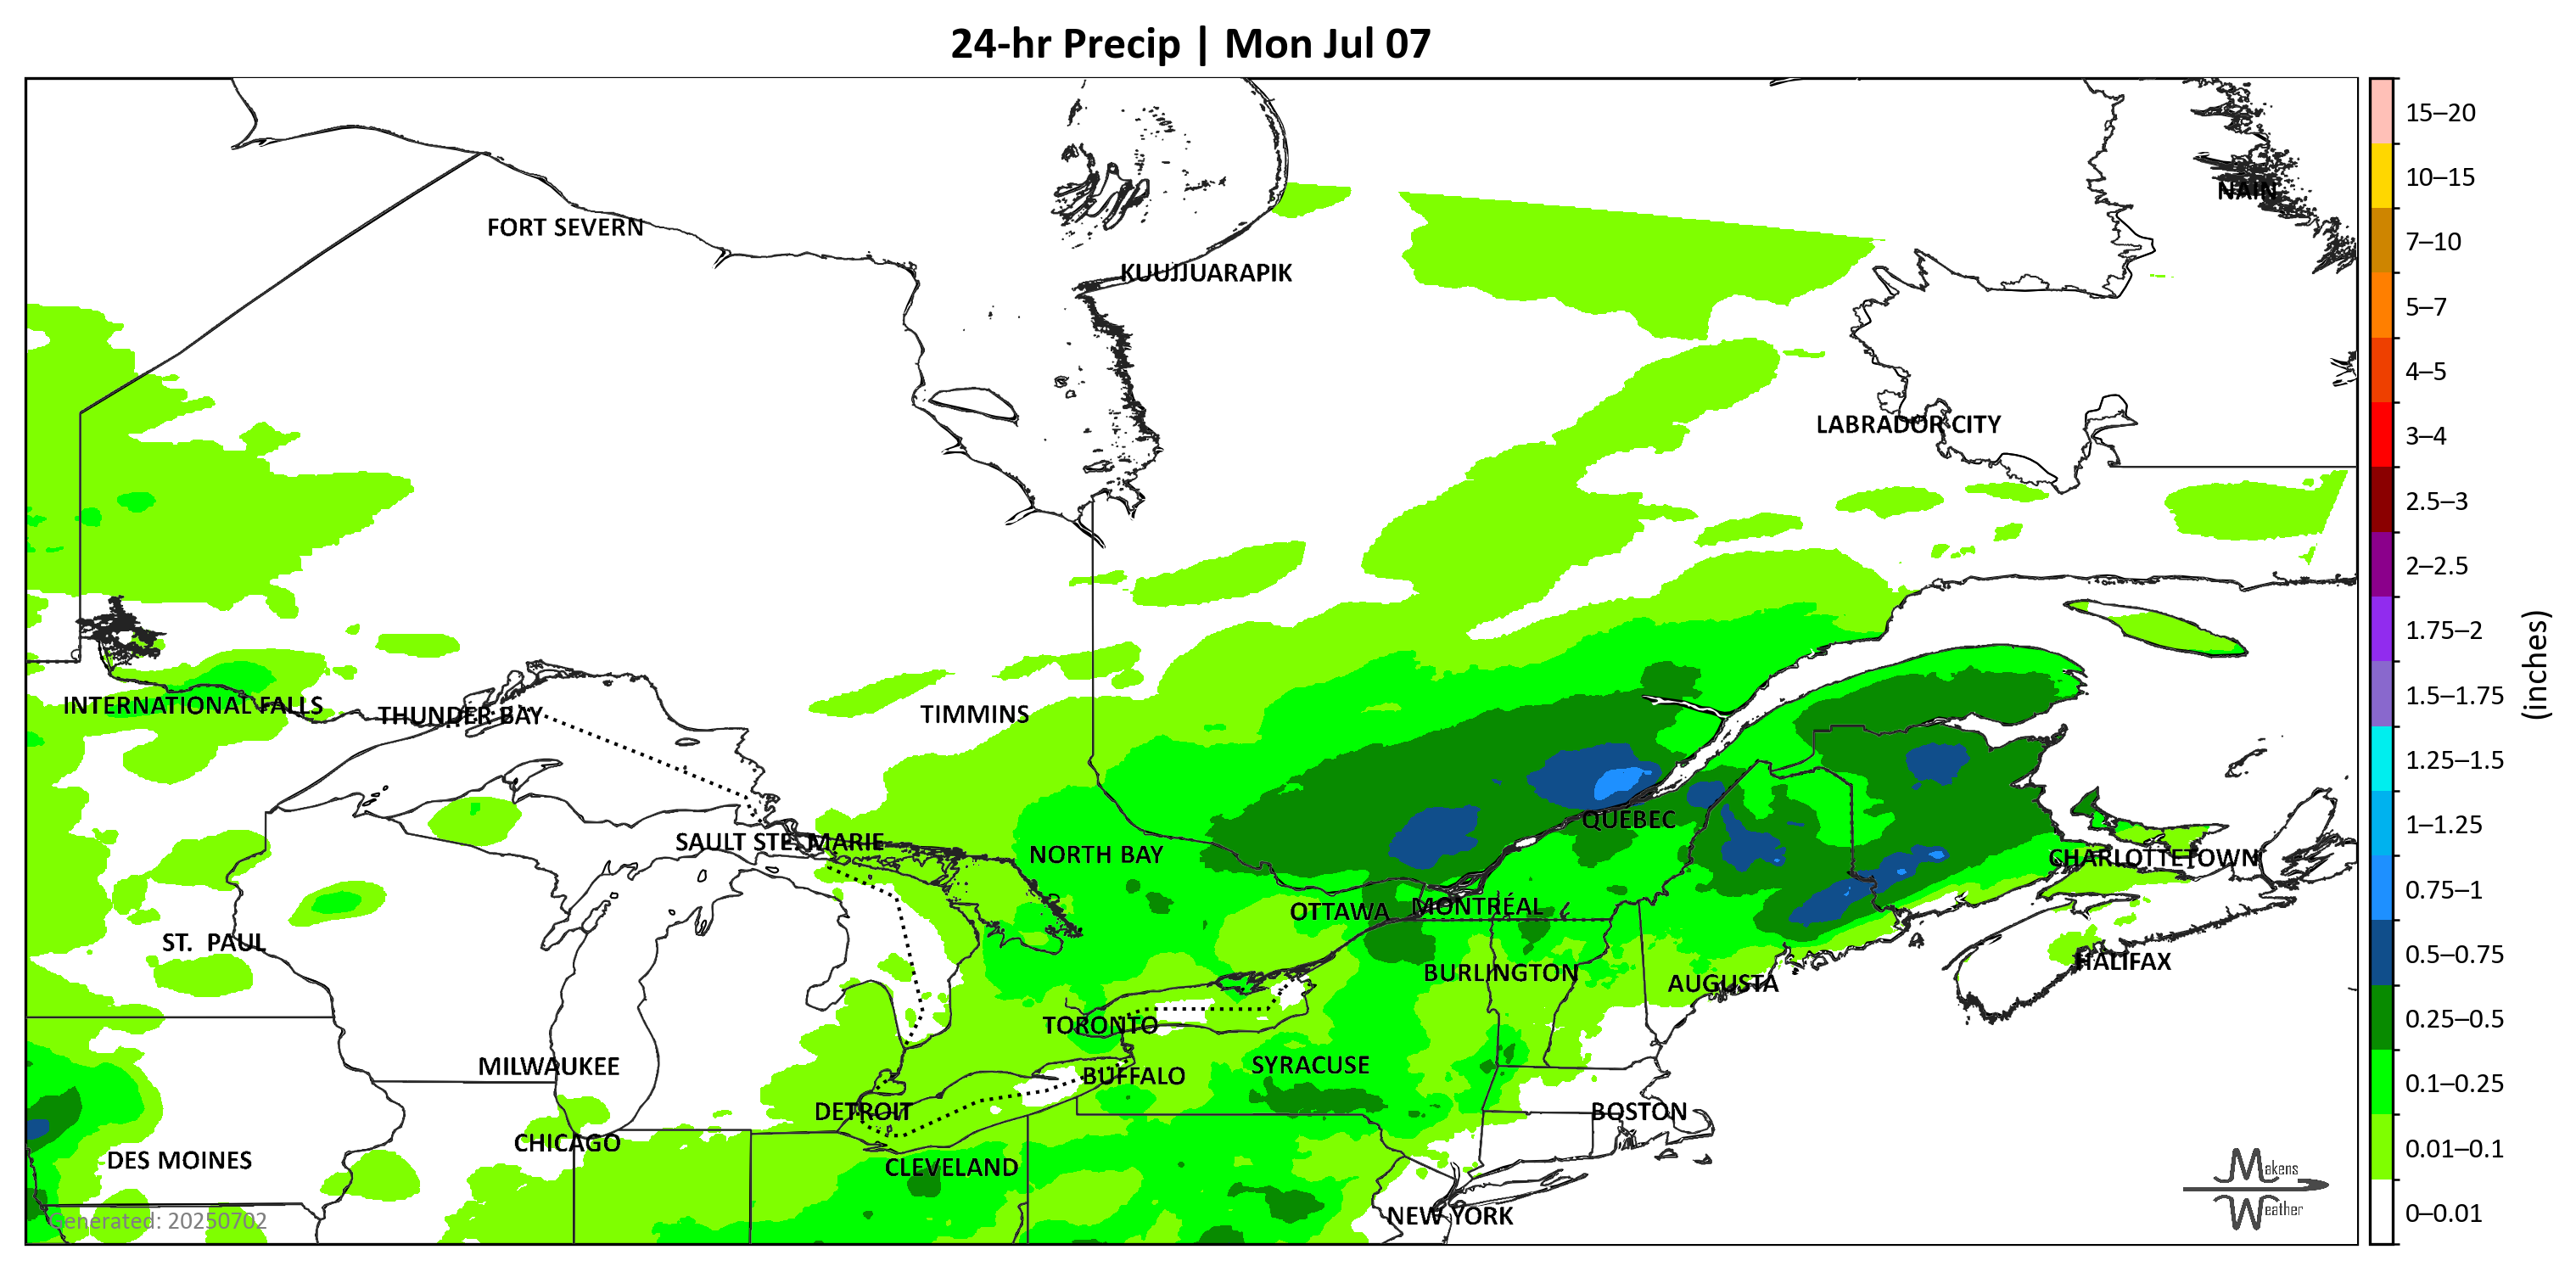 24-hr Precip | Mon Jul 07
15–20
10–15
NAIN
FORT SEVERN
7–10
KUUJJUARAPIK
5–7
4–5
LABRADOR CITY
3–4
2.5–3
2–2.5
1.75–2
(inches)
INTERNATIONAL FALLS
THUNDER BAY
TIMMINS
1.5–1.75
1.25–1.5
QUEBEC
1–1.25
SAULT STE. MARIE
NORTH BAY
CHARLOTTETOWN
0.75–1
OTTAWA
MONTRÉAL
ST. PAUL
BURLINGTON
AUGUSTA
HALIFAX
0.5–0.75
TORONTO
0.25–0.5
MILWAUKEE
BUFFALO
SYRACUSE
0.1–0.25
DETROIT
BOSTON
CHICAGO
0.01–0.1
DES MOINES
CLEVELAND
Makens
Weather
Generated: 20250702
NEW YORK
0–0.01